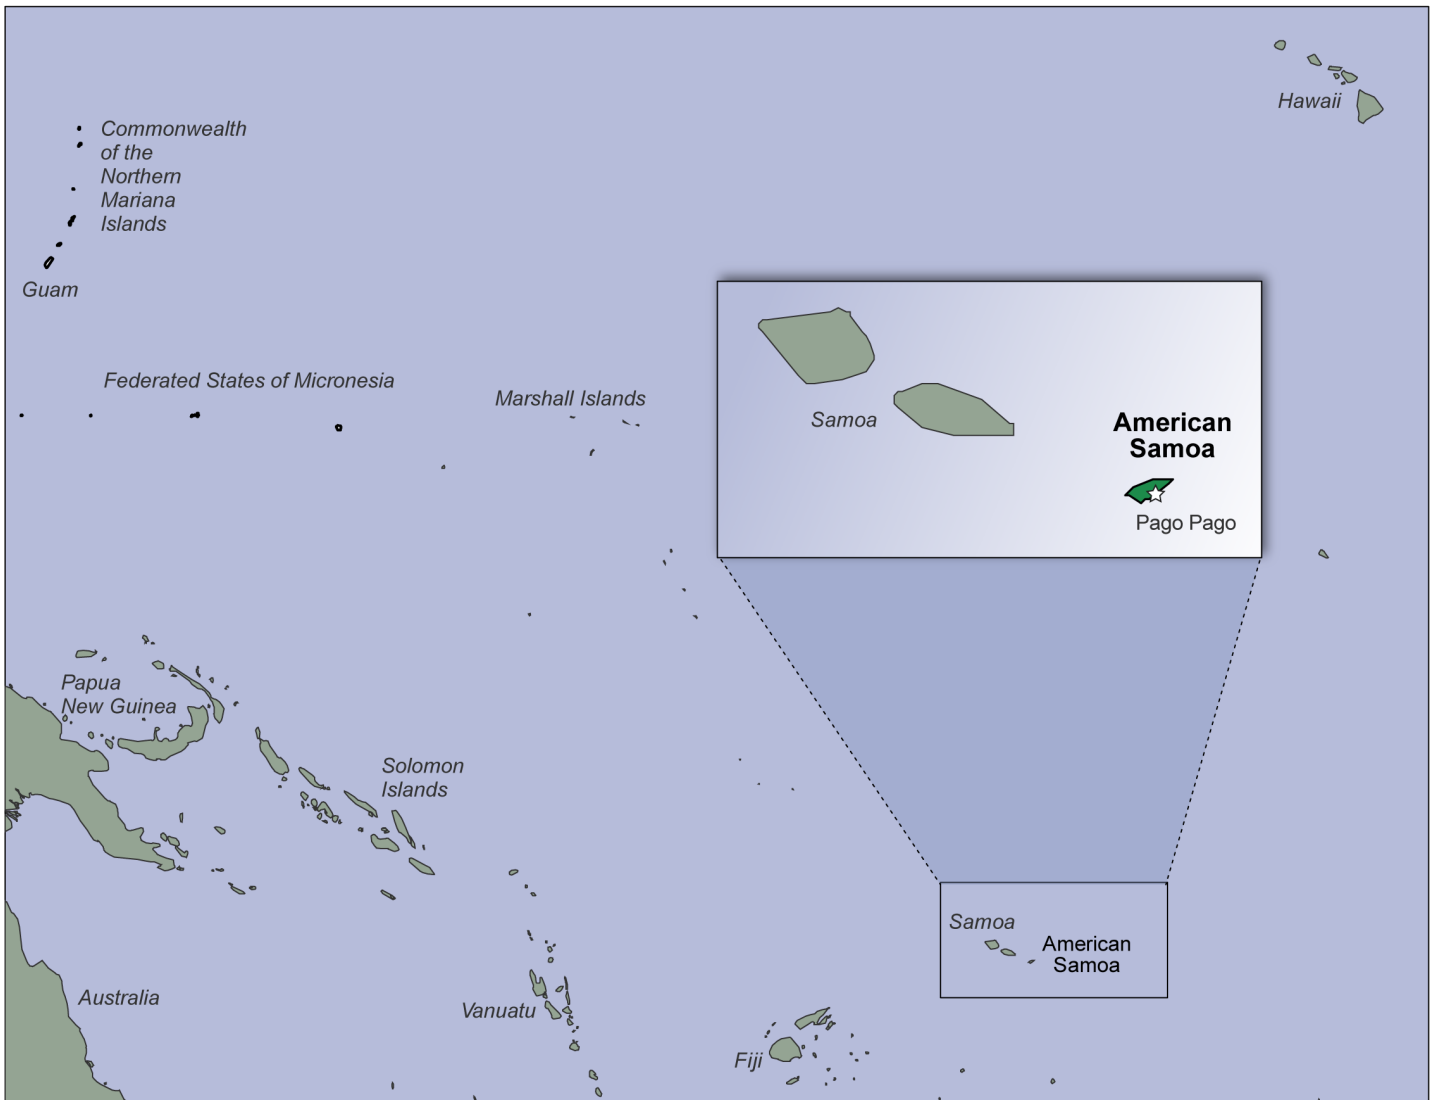 Hawaii
Commonwealth
of the
Northern
Mariana
Islands
Guam
Federated States of Micronesia
Marshall Islands
Samoa
American
Samoa
Pago Pago
Papua
New Guinea
Solomon
Islands
Samoa
American
Samoa
Australia
Vanuatu
Fiji